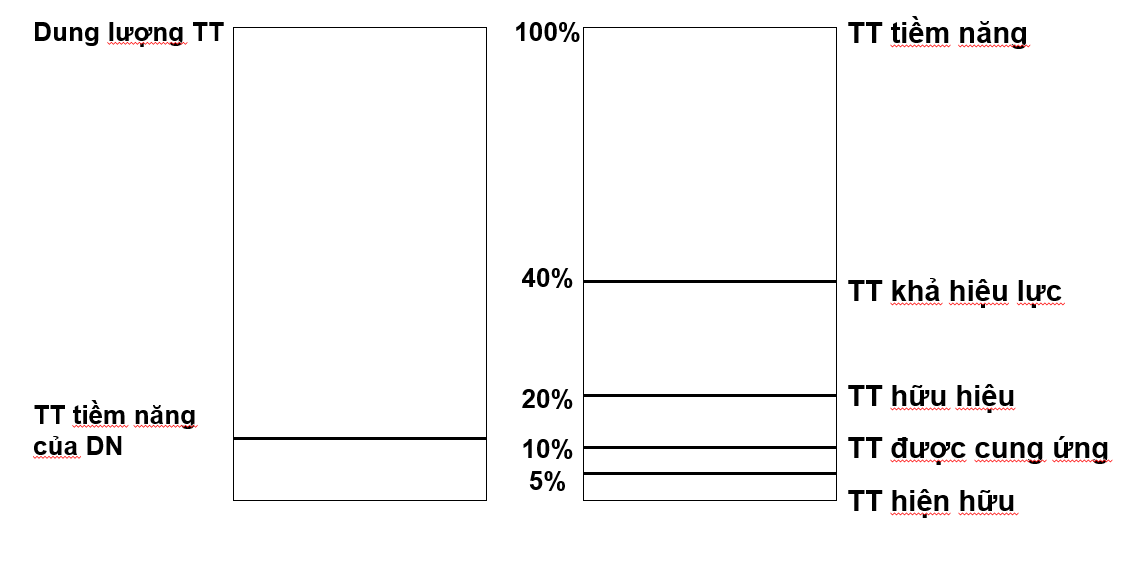 Dung lượng TT
100%
TT tiềm năng
40%
TT khả hiệu lực
20%
TT hữu hiệu
TT tiềm năng
của DN
10%
TT được cung ứng
5%
TT hiện hữu